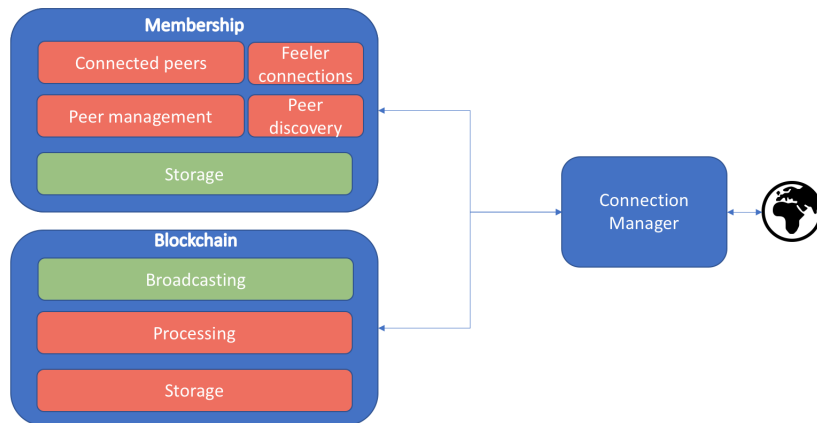 Membership
Connected peers
Feeler
connections
Peer management
Peer
discovery
Storage
Blockchain
Broadcasting
Processing
Storage
Connection
Manager